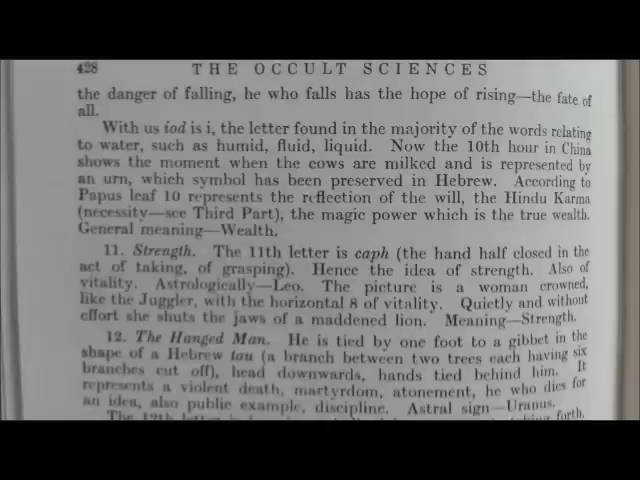 428 THE OCCULT SCIENCES
the danger of falling, he who falls has the hope of rising—the fate of
all.
With us iod is i, the letter found in the majority of the words relating
to water, such as humid, fluid, liquid. Now the 10th hour in China
shows the moment when the cows are milked and is represented by
an urn, which symbol has been preserved in Hebrew. According to
Papus leaf 10 represents the reflection of the will, the Hindu Karma
(necessity—see Third Part), the magic power which is the true wealth.
General meaning—Wealth.
11. Strength. The 11th letter is caph (the hand half closed in the
act of taking, of grasping). Hence the idea of strength. Also of
vitality. Astrologically—Leo. The picture is a woman crowned,
like the Juggler, with the horizontal 8 of vitality. Quietly and without
effort she shuts the jaws of a maddened lion. Meaning—Strength.
12. The Hanged Man. He is tied by one foot to a gibbet in the
shape of a Hebrew tau (a branch between two trees each having six
branches cut off), head downwards, hands tied behind him. It
represents a violent death, martyrdom, atonement, he who dies for
an idea, also public example, discipline. Astral sign—Uranus.
The 12th letter is forth,